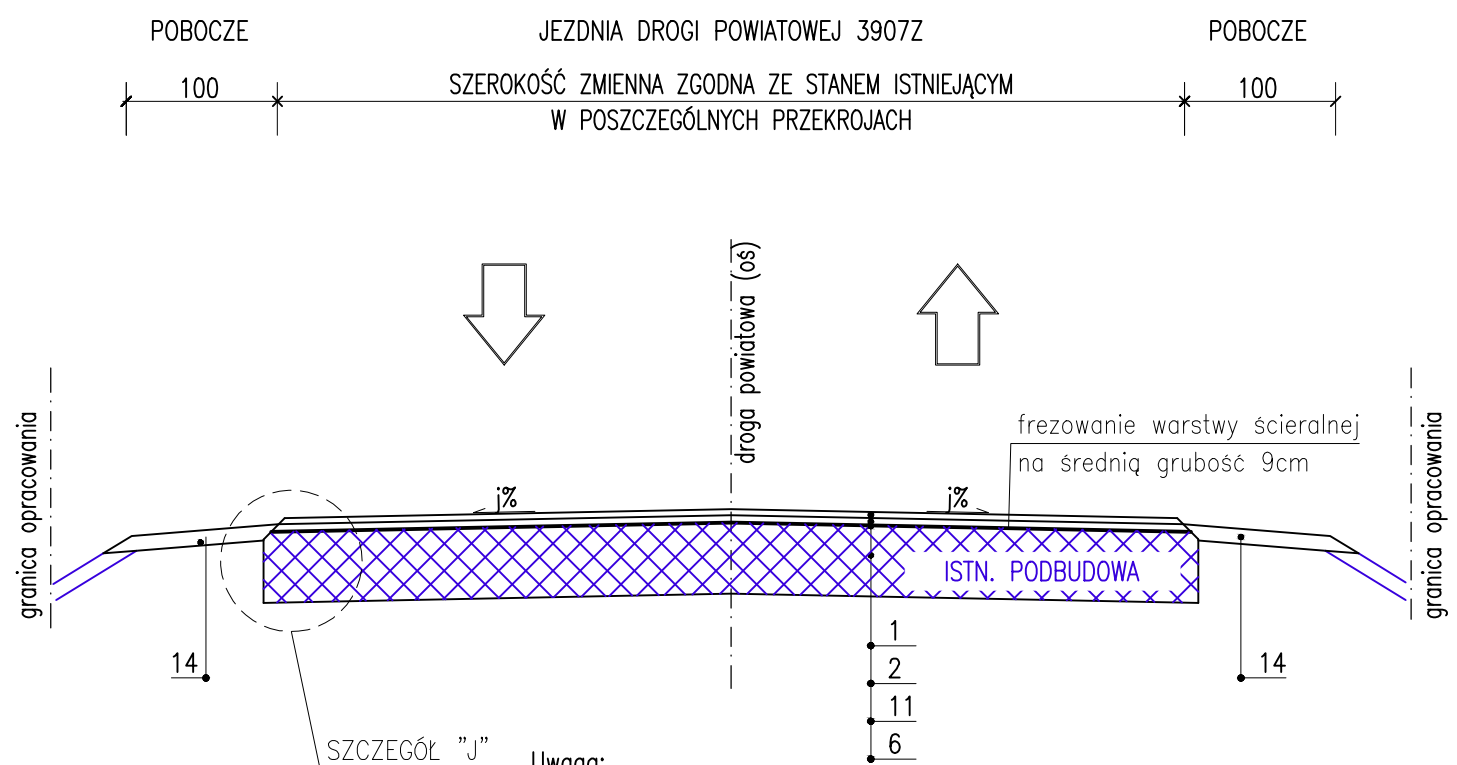 POBOCZE
JEZDNIA DROGI POWIATOWEJ 3907Z
POBOCZE
100
SZEROKOŚĆ ZMIENNA ZGODNA ZE STANEM ISTNIEJĄCYM
100
W POSZCZEGÓLNYCH PRZEKROJACH
droga powiatowa (oś)
granica opracowania
granica opracowania
frezowanie warstwy ścieralnej
na średnią grubość 9cm
j%
j%
ISTN. PODBUDOWA
1
14
2
14
11
6
SZCZEGÓŁ "J"
Uwaga: